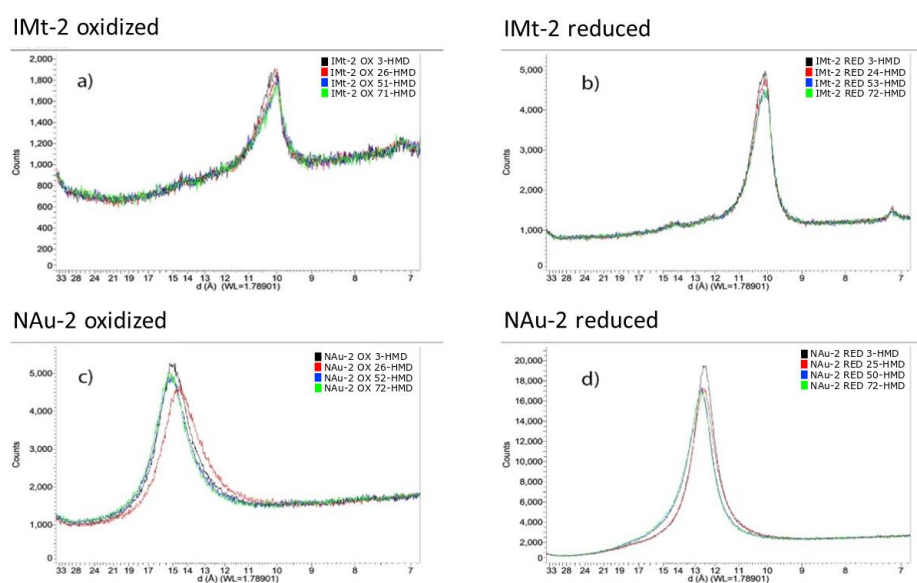 IMt-2 oxidized
IMt-2 reduced
a)
IMt-2 OX 3-HMD
IMt-2 OX 26-HMD
IMt-2 OX 51-HMD
IMt-2 OX 71-HMD
2,000
1,800
1,600
1,400
1,200
1,000
800
600
400
200
0
Counts
33 28 24 21 19 17 15 14 13 12 11 10 9 8 7
d (Å) (WL=1.78901)
b)
IMt-2 RED 3-HMD
IMt-2 RED 24-HMD
IMt-2 RED 53-HMD
IMt-2 RED 72-HMD
5,000
4,000
3,000
2,000
1,000
0
Counts
33 28 24 21 19 17 15 14 13 12 11 10 9 8 7
d (Å) (WL=1.78901)
NAu-2 oxidized
NAu-2 reduced
c)
NAu-2 OX 3-HMD
NAu-2 OX 26-HMD
NAu-2 OX 52-HMD
NAu-2 OX 72-HMD
5,000
4,000
3,000
2,000
1,000
0
Counts
33 28 24 21 19 17 15 14 13 12 11 10 9 8 7
d (Å) (WL=1.78901)
d)
NAu-2 RED 3-HMD
NAu-2 RED 25-HMD
NAu-2 RED 50-HMD
NAu-2 RED 72-HMD
20,000
18,000
16,000
14,000
12,000
10,000
8,000
6,000
4,000
2,000
0
Counts
33 28 24 21 19 17 15 14 13 12 11 10 9 8 7
d (Å) (WL=1.78901)